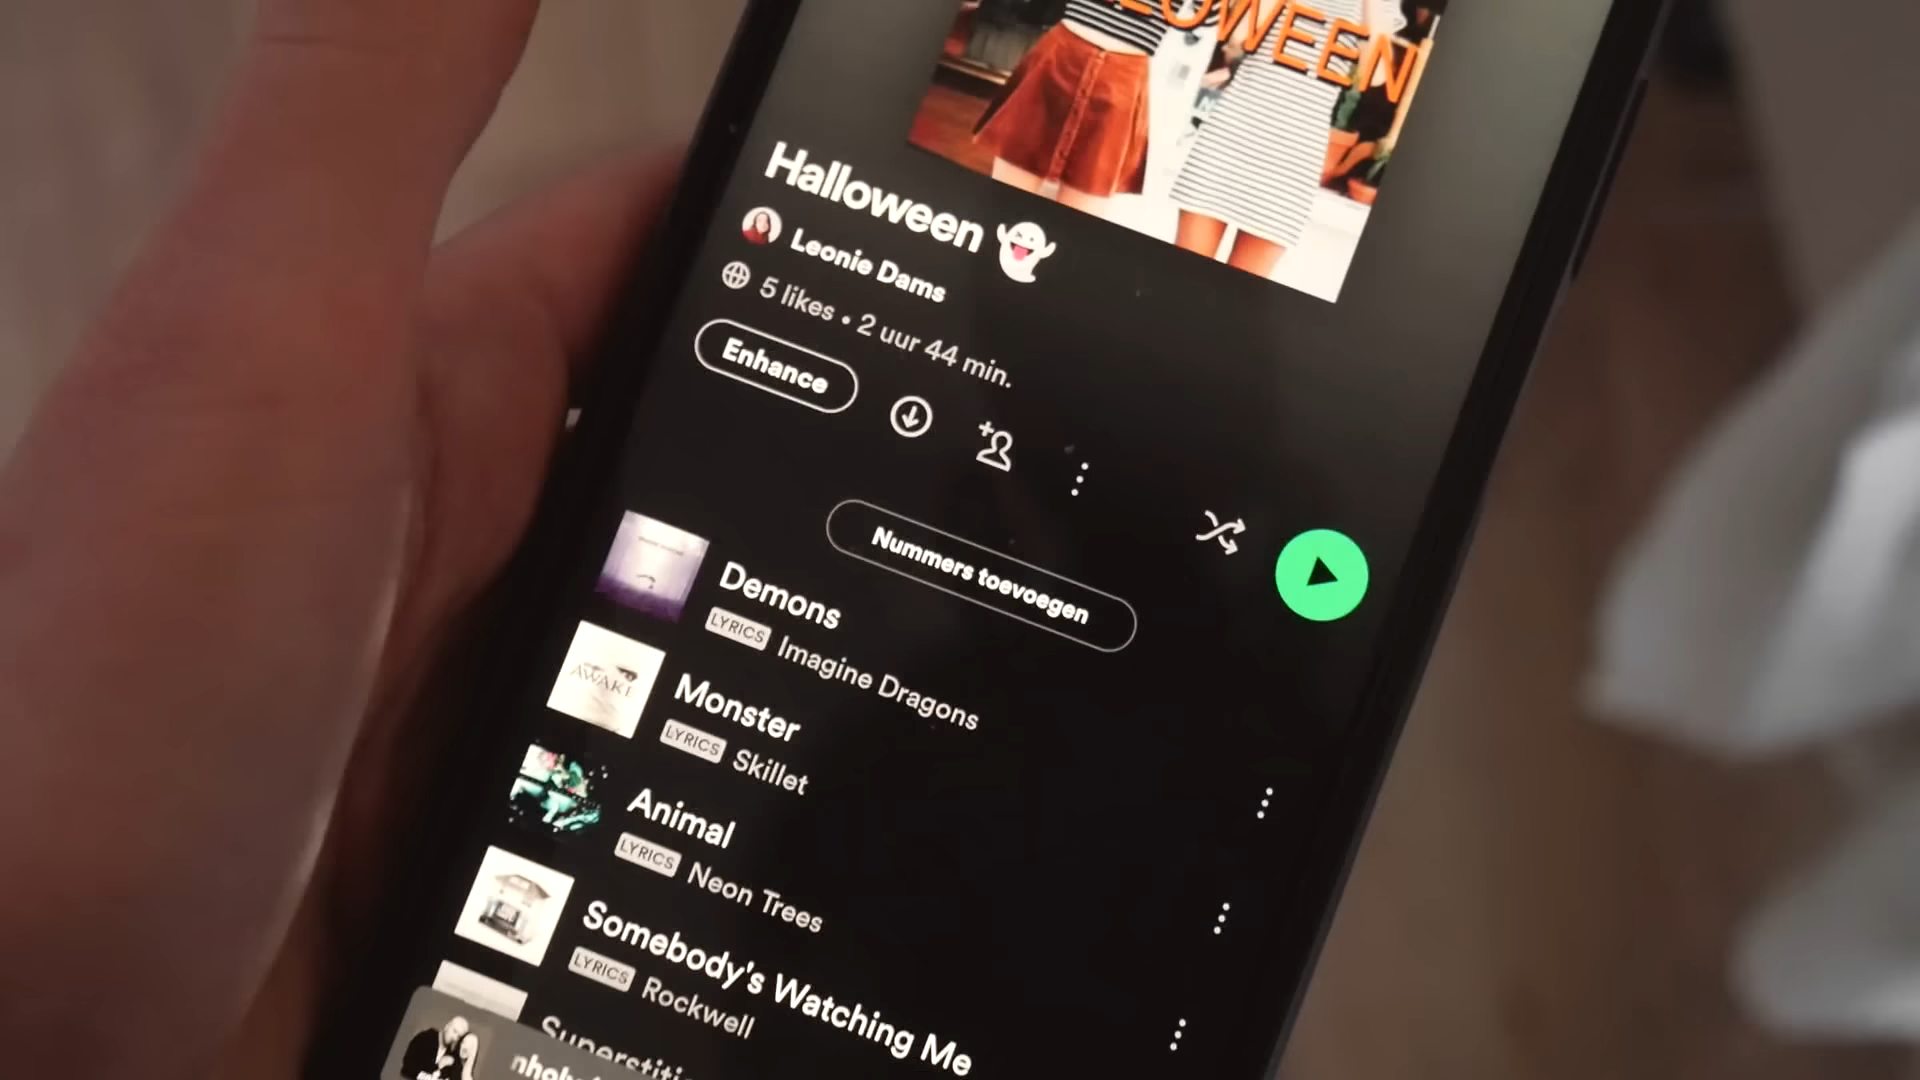 Halloween 👻
Leonie Dams
5 likes • 2 uur 44 min.
Enhance
Nummers toevoegen
Demons
LYRICS Imagine Dragons
AWAKE
Monster
LYRICS Skillet
Animal
LYRICS Neon Trees
Somebody's Watching Me
LYRICS Rockwell